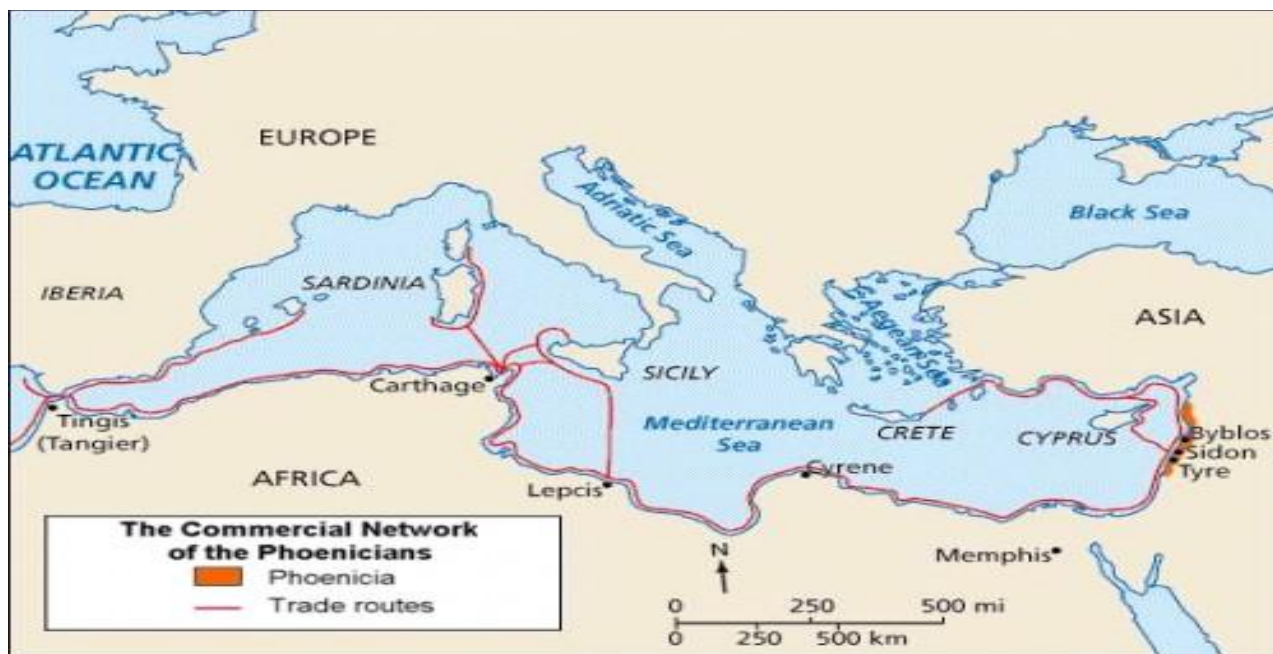 EUROPE
ATLANTIC
OCEAN
Adriatic Sea
Black Sea
SARDINIA
IBERIA
Aegean Sea
ASIA
SICILY
Carthage
Tingis
(Tangier)
Mediterranean
Sea
CRETE
CYPRUS
Byblos
Sidon
Tyre
AFRICA
Lepcis
Cyrene
Memphis
The Commercial Network
of the Phoenicians
Phoenicia
Trade routes
N
0 250 500 mi
0 250 500 km